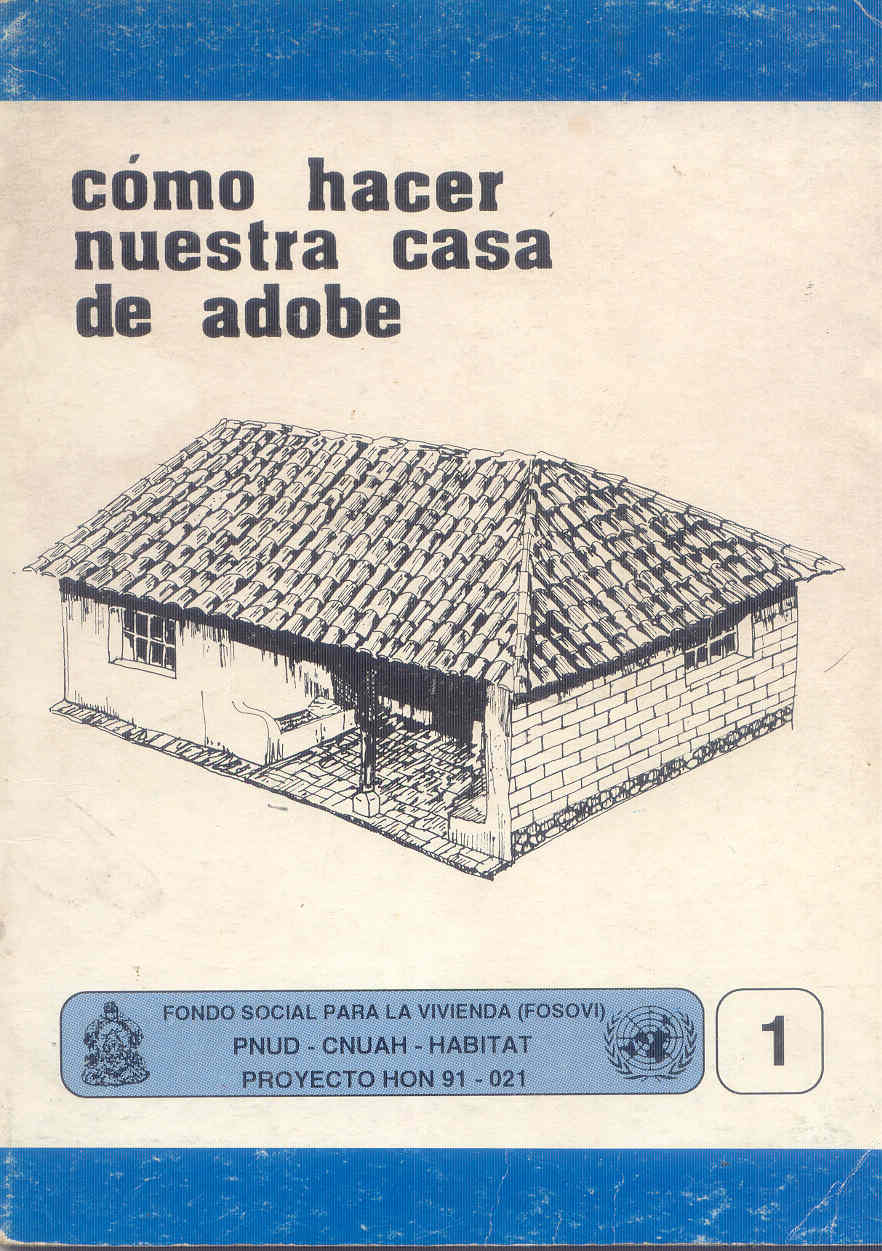 cómo hacer
nuestra casa
de adobe
FONDO SOCIAL PARA LA VIVIENDA (FOSOVI)
PNUD - CNUAH - HABITAT
PROYECTO HON 91 - 021
1